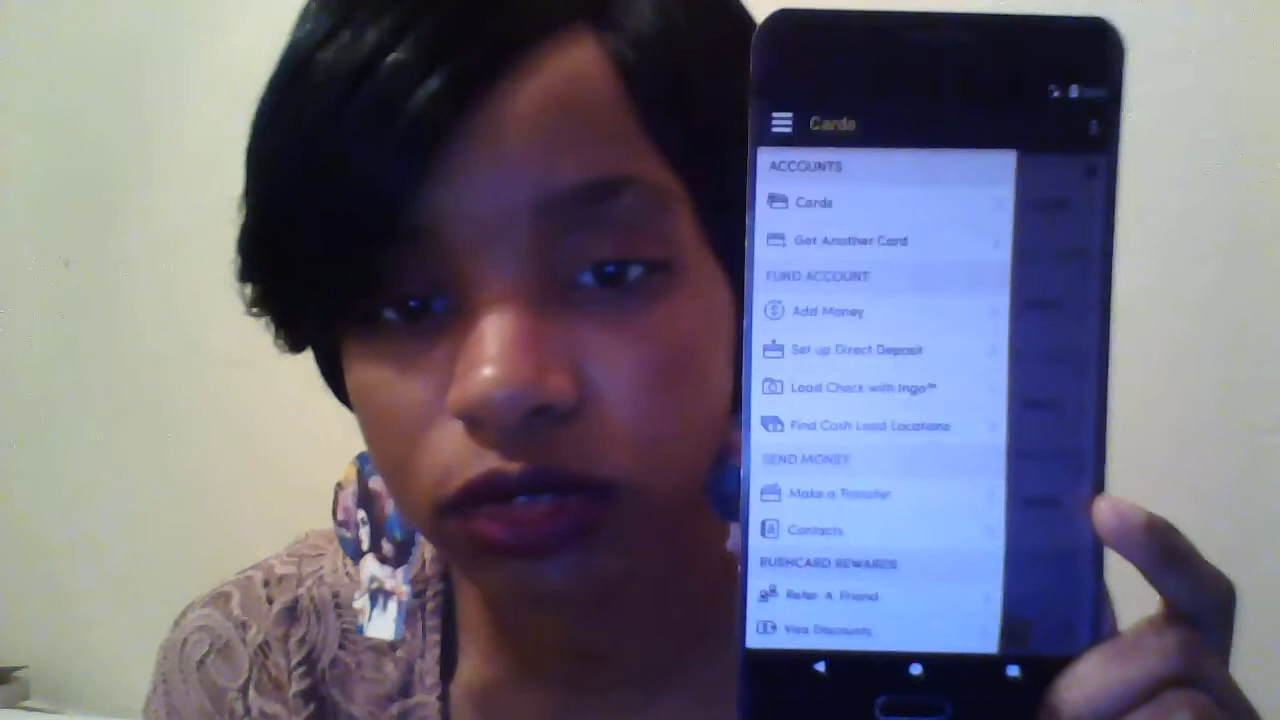 Cards
ACCOUNTS
Cards
Get Another Card
FUND ACCOUNT
Add Money
Set up Direct Deposit
Load Check with Ingo™
Find Cash Load Locations
SEND MONEY
Make a Transfer
Contacts
RUSHCARD REWARDS
Refer A Friend
Visa Discounts